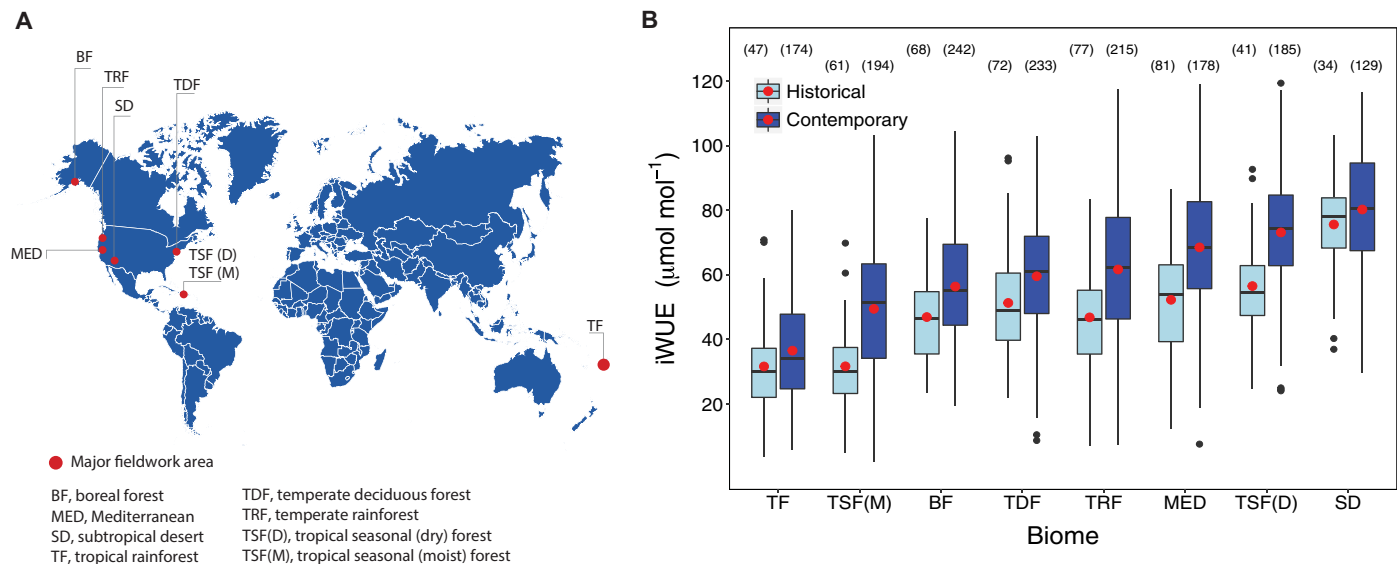 A
BF
TRF
SD
TDF
MED
TSF (D)
TSF (M)
TF
Major fieldwork area
BF, boreal forest
MED, Mediterranean
SD, subtropical desert
TF, tropical rainforest
TDF, temperate deciduous forest
TRF, temperate rainforest
TSF(D), tropical seasonal (dry) forest
TSF(M), tropical seasonal (moist) forest
B
(47) (174) (68) (242) (77) (215) (41) (185)
(61) (194) (72) (233) (81) (178) (34) (129)
Historical
Contemporary
iWUE (μmol mol⁻¹)
120
100
80
60
40
20
TF TSF(M) BF TDF TRF MED TSF(D) SD
Biome